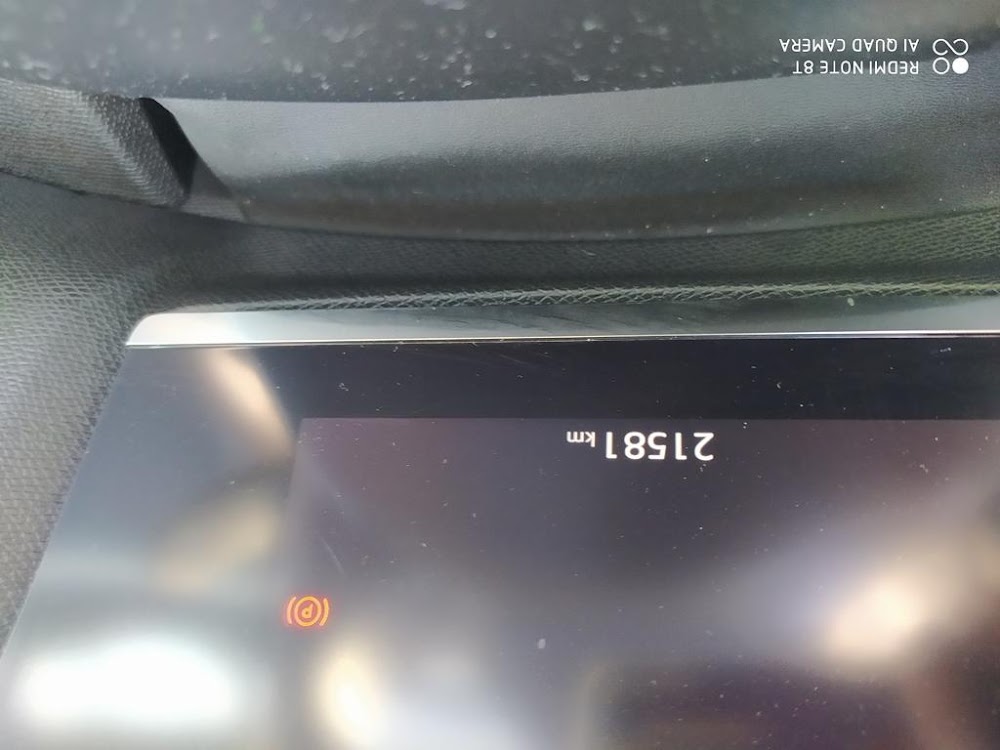 21581 km
(P)
REDMI NOTE 8T
AI QUAD CAMERA